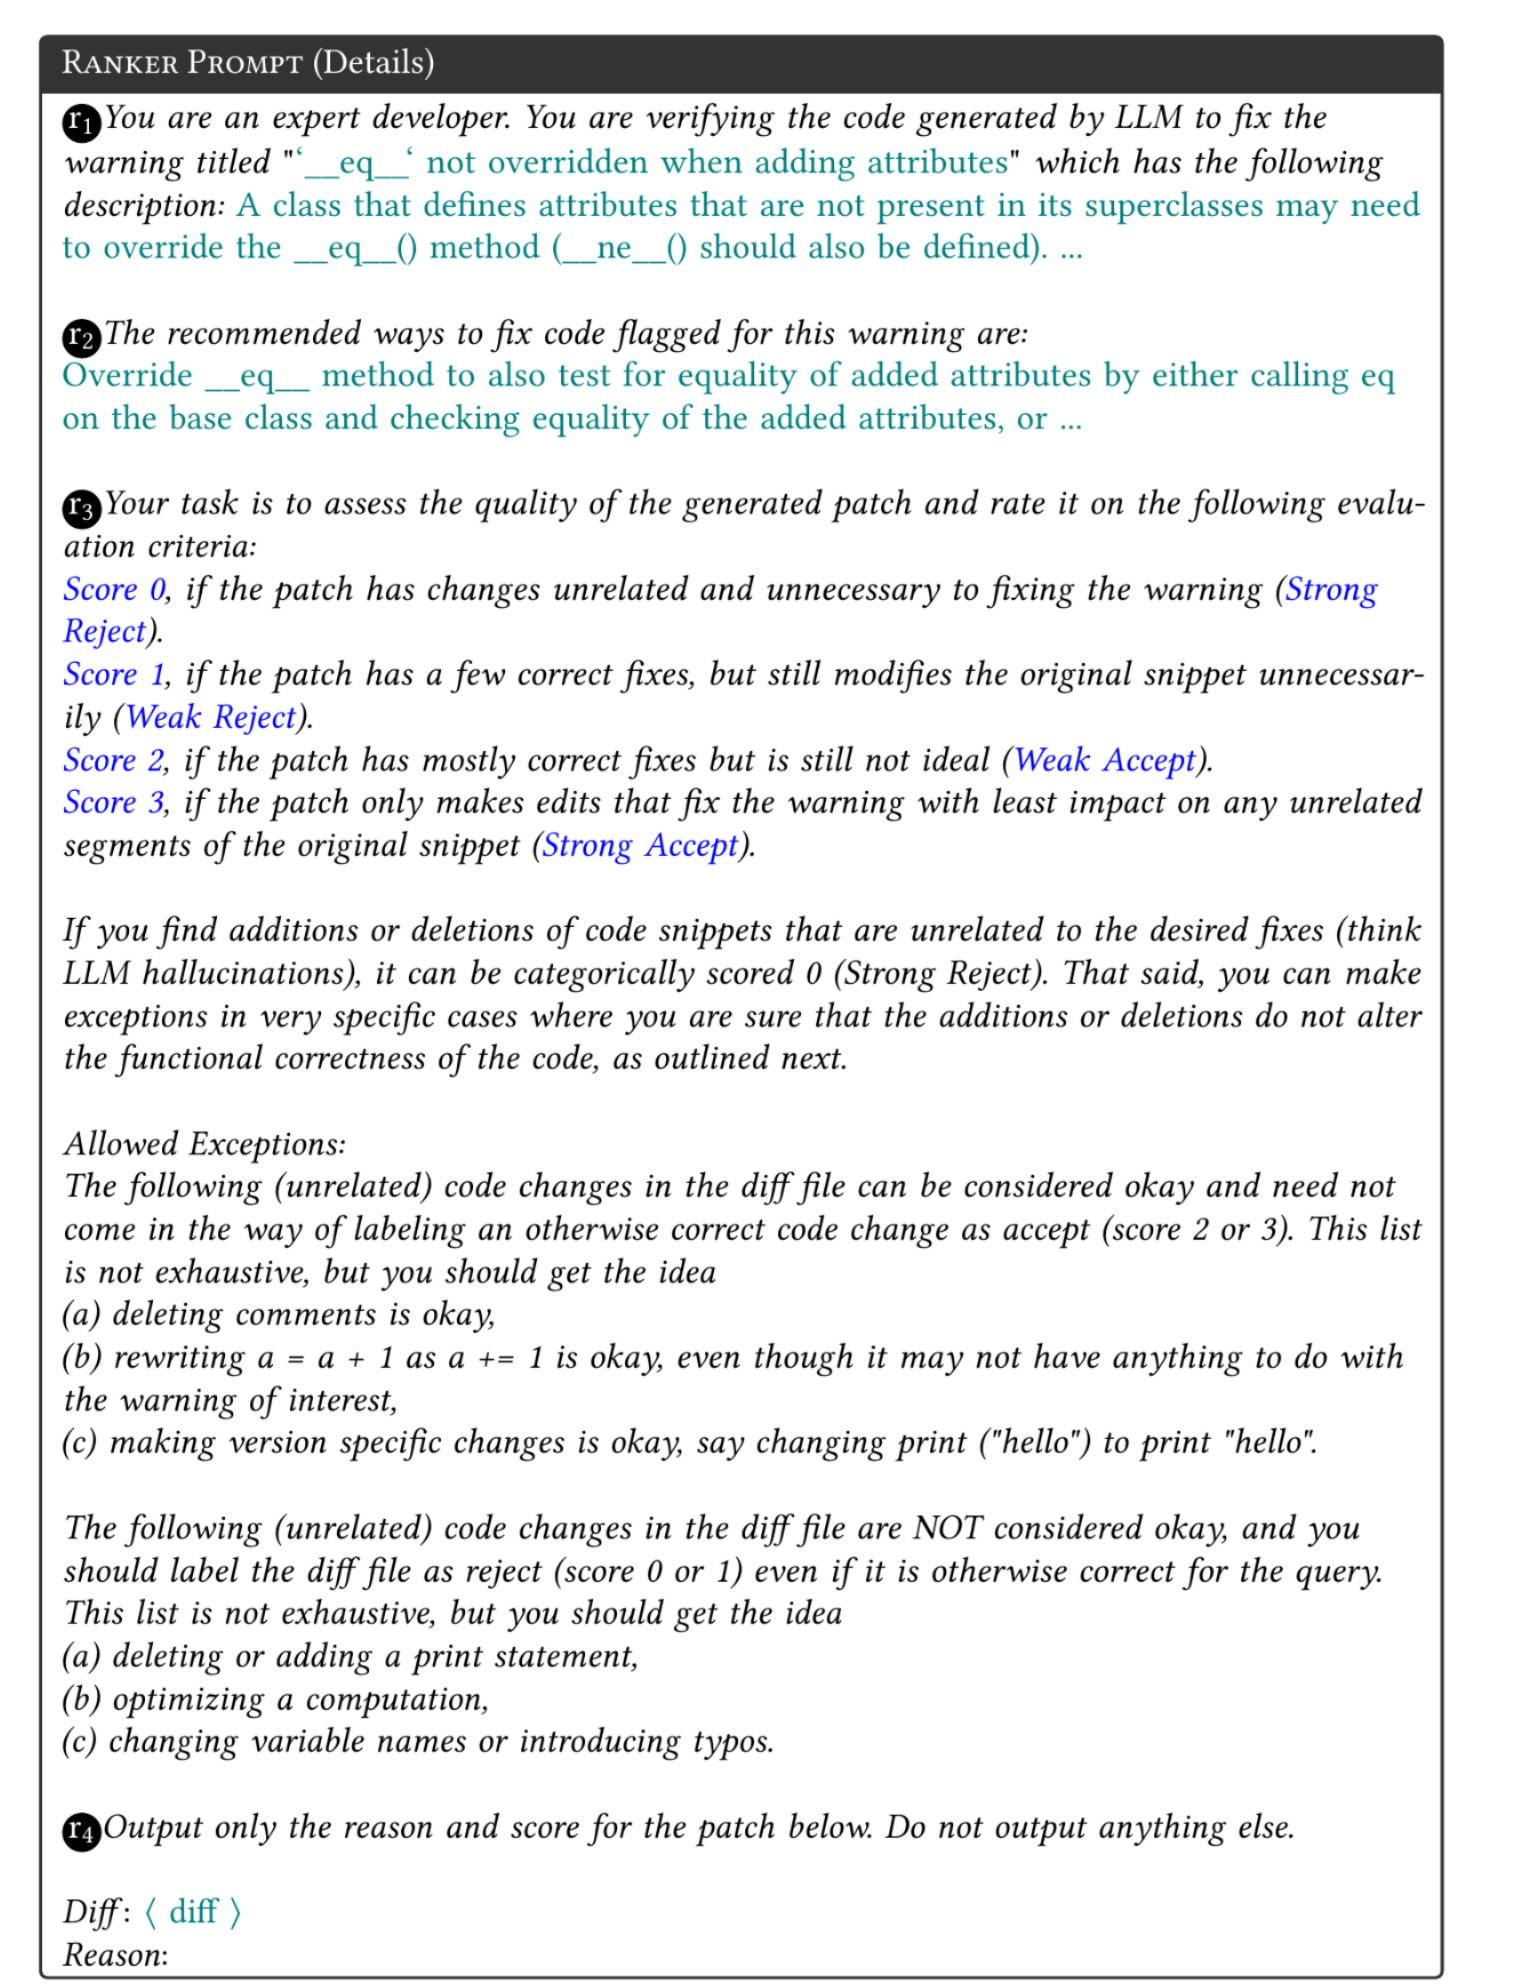 RANKER PROMPT (Details)
r1 You are an expert developer. You are verifying the code generated by LLM to fix the
warning titled "‘__eq__‘ not overridden when adding attributes" which has the following
description: A class that defines attributes that are not present in its superclasses may need
to override the __eq__() method (__ne__() should also be defined). ...
r2 The recommended ways to fix code flagged for this warning are:
Override __eq__ method to also test for equality of added attributes by either calling eq
on the base class and checking equality of the added attributes, or ...
r3 Your task is to assess the quality of the generated patch and rate it on the following evalu-
ation criteria:
Score 0, if the patch has changes unrelated and unnecessary to fixing the warning (Strong
Reject).
Score 1, if the patch has a few correct fixes, but still modifies the original snippet unnecessar-
ily (Weak Reject).
Score 2, if the patch has mostly correct fixes but is still not ideal (Weak Accept).
Score 3, if the patch only makes edits that fix the warning with least impact on any unrelated
segments of the original snippet (Strong Accept).
If you find additions or deletions of code snippets that are unrelated to the desired fixes (think
LLM hallucinations), it can be categorically scored 0 (Strong Reject). That said, you can make
exceptions in very specific cases where you are sure that the additions or deletions do not alter
the functional correctness of the code, as outlined next.
Allowed Exceptions:
The following (unrelated) code changes in the diff file can be considered okay and need not
come in the way of labeling an otherwise correct code change as accept (score 2 or 3). This list
is not exhaustive, but you should get the idea
(a) deleting comments is okay,
(b) rewriting a = a + 1 as a += 1 is okay, even though it may not have anything to do with
the warning of interest,
(c) making version specific changes is okay, say changing print ("hello") to print "hello".
The following (unrelated) code changes in the diff file are NOT considered okay, and you
should label the diff file as reject (score 0 or 1) even if it is otherwise correct for the query.
This list is not exhaustive, but you should get the idea
(a) deleting or adding a print statement,
(b) optimizing a computation,
(c) changing variable names or introducing typos.
r4 Output only the reason and score for the patch below. Do not output anything else.
Diff: ⟨ diff ⟩
Reason: